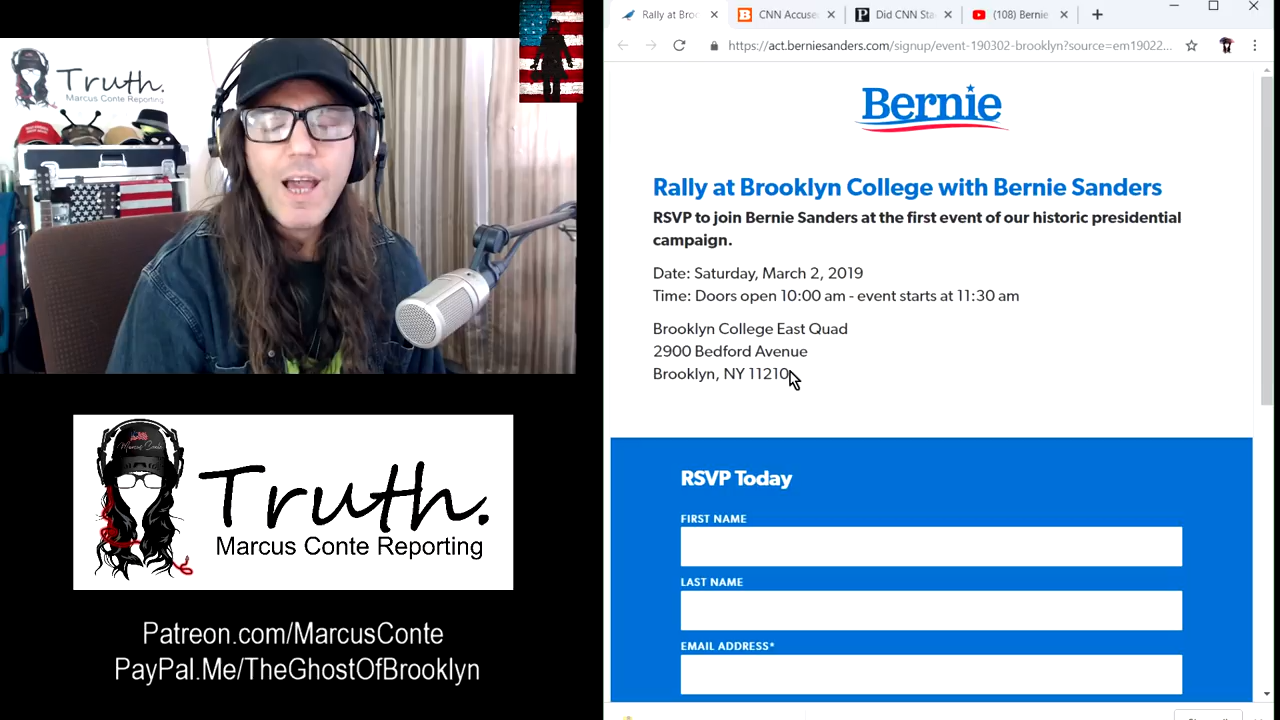 Truth.
Marcus Conte Reporting
Truth.
Marcus Conte Reporting
Patreon.com/MarcusConte
PayPal.Me/TheGhostOfBrooklyn
Rally at Broo
CNN Accuse
Did CNN Sta
(108) Bernie
https://act.berniesanders.com/signup/event-190302-brooklyn?source=em19022...
Bernie
Rally at Brooklyn College with Bernie Sanders
RSVP to join Bernie Sanders at the first event of our historic presidential
campaign.
Date: Saturday, March 2, 2019
Time: Doors open 10:00 am - event starts at 11:30 am
Brooklyn College East Quad
2900 Bedford Avenue
Brooklyn, NY 11210
RSVP Today
FIRST NAME
LAST NAME
EMAIL ADDRESS*